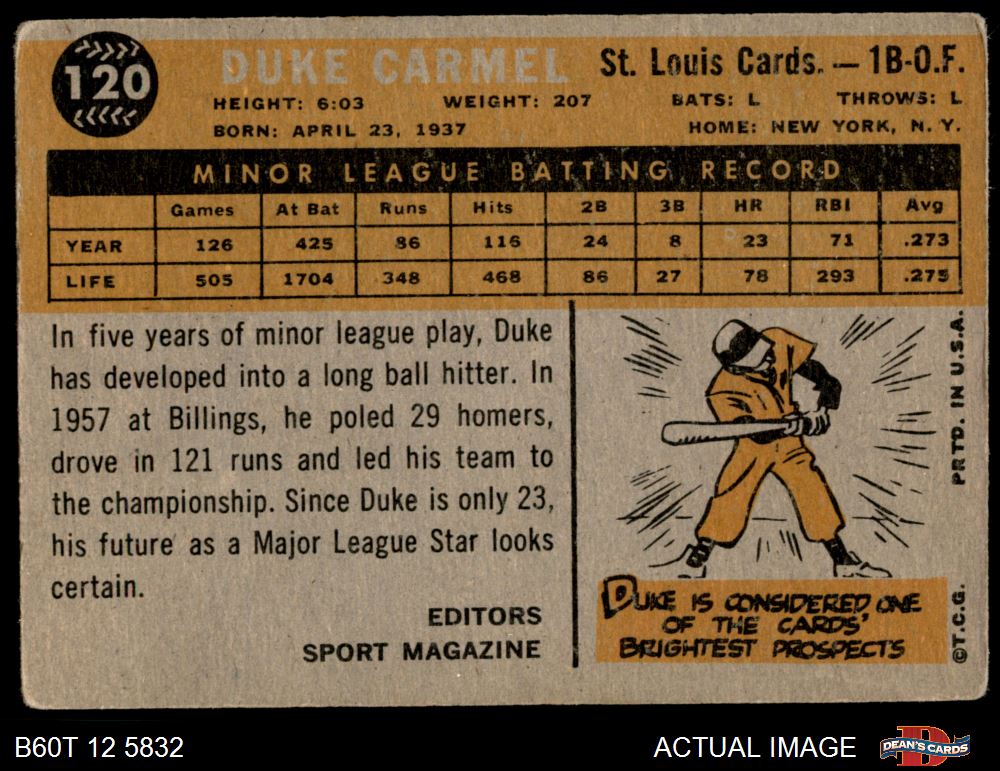 120
DUKE CARMEL St. Louis Cards. — 1B-O.F.
HEIGHT: 6:03 WEIGHT: 207 BATS: L THROWS: L
BORN: APRIL 23, 1937 HOME: NEW YORK, N. Y.
MINOR LEAGUE BATTING RECORD
Games At Bat Runs Hits 2B 3B HR RBI Avg
YEAR 126 425 86 116 24 8 23 71 .273
LIFE 505 1704 348 468 86 27 78 293 .275
In five years of minor league play, Duke
has developed into a long ball hitter. In
1957 at Billings, he poled 29 homers,
drove in 121 runs and led his team to
the championship. Since Duke is only 23,
his future as a Major League Star looks
certain.
EDITORS
SPORT MAGAZINE
DUKE IS CONSIDERED ONE
OF THE CARDS'
BRIGHTEST PROSPECTS
©T.C.G. PRTD. IN U.S.A.
B60T 12 5832 ACTUAL IMAGE DEAN'S CARDS